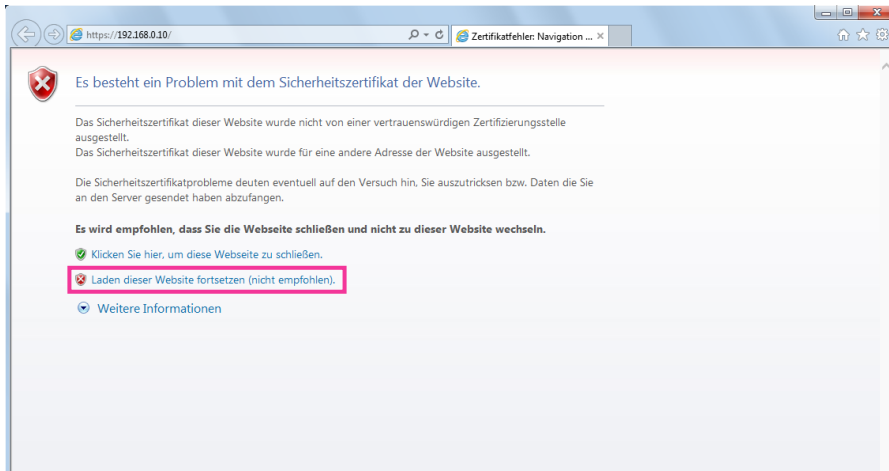 https://192.168.0.10/
Zertifikatfehler: Navigation ...
Es besteht ein Problem mit dem Sicherheitszertifikat der Website.
Das Sicherheitszertifikat dieser Website wurde nicht von einer vertrauenswürdigen Zertifizierungsstelle
ausgestellt.
Das Sicherheitszertifikat dieser Website wurde für eine andere Adresse der Website ausgestellt.
Die Sicherheitszertifikatprobleme deuten eventuell auf den Versuch hin, Sie auszutricksen bzw. Daten die Sie
an den Server gesendet haben abzufangen.
Es wird empfohlen, dass Sie die Webseite schließen und nicht zu dieser Website wechseln.
Klicken Sie hier, um diese Webseite zu schließen.
Laden dieser Website fortsetzen (nicht empfohlen).
Weitere Informationen